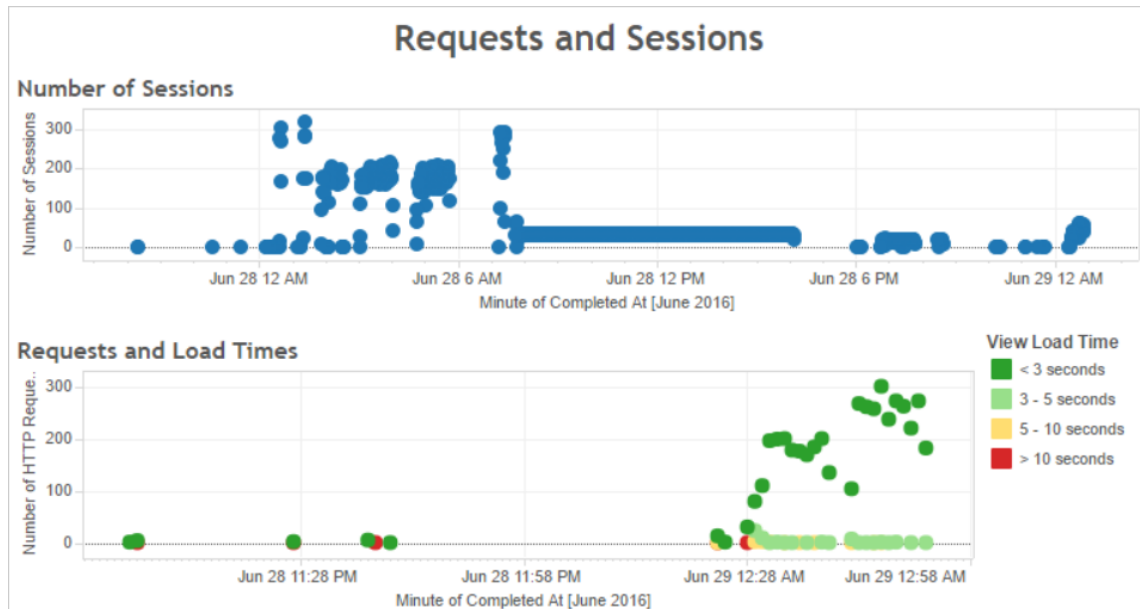 Requests and Sessions
Number of Sessions
Number of Sessions
300
200
100
0
Jun 28 12 AM
Jun 28 6 AM
Jun 28 12 PM
Jun 28 6 PM
Jun 29 12 AM
Minute of Completed At [June 2016]
Requests and Load Times
Number of HTTP Reque..
300
200
100
0
Jun 28 11:28 PM
Jun 28 11:58 PM
Jun 29 12:28 AM
Jun 29 12:58 AM
Minute of Completed At [June 2016]
View Load Time
< 3 seconds
3 - 5 seconds
5 - 10 seconds
> 10 seconds